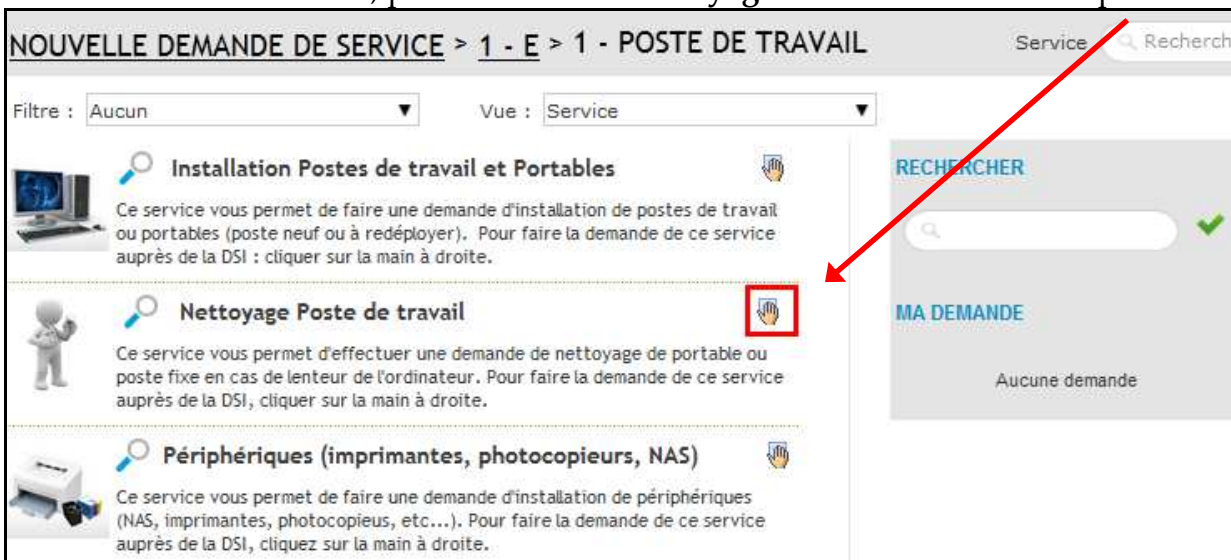 NOUVELLE DEMANDE DE SERVICE > 1 - E > 1 - POSTE DE TRAVAIL
Service
Recherch
Filtre : Aucun
Vue : Service
Installation Postes de travail et Portables
Ce service vous permet de faire une demande d'installation de postes de travail
ou portables (poste neuf ou à redéployer). Pour faire la demande de ce service
auprès de la DSI : cliquer sur la main à droite.
Nettoyage Poste de travail
Ce service vous permet d'effectuer une demande de nettoyage de portable ou
poste fixe en cas de lenteur de l'ordinateur. Pour faire la demande de ce service
auprès de la DSI, cliquer sur la main à droite.
Périphériques (imprimantes, photocopieurs, NAS)
Ce service vous permet de faire une demande d'installation de périphériques
(NAS, imprimantes, photocopieus, etc...). Pour faire la demande de ce service
auprès de la DSI, cliquez sur la main à droite.
RECHERCHER
MA DEMANDE
Aucune demande